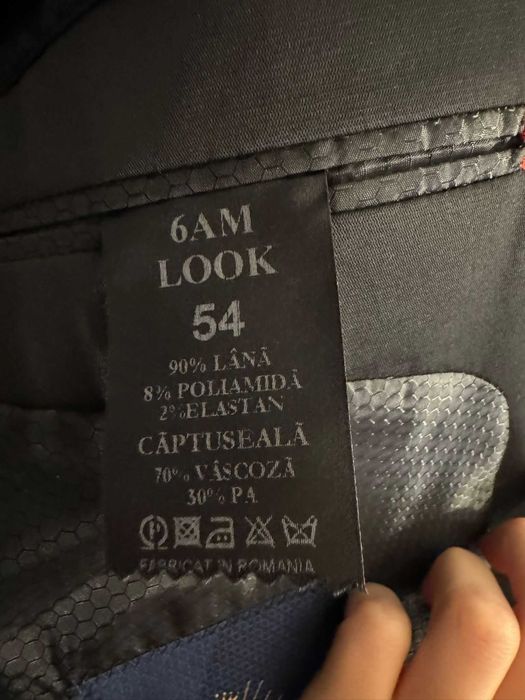 6AM
LOOK
54
90% LÂNĂ
8% POLIAMIDĂ
2% ELASTAN
CĂPTUSEALĂ
70% VÂSCOZĂ
30% PA
FABRICAT IN ROMANIA